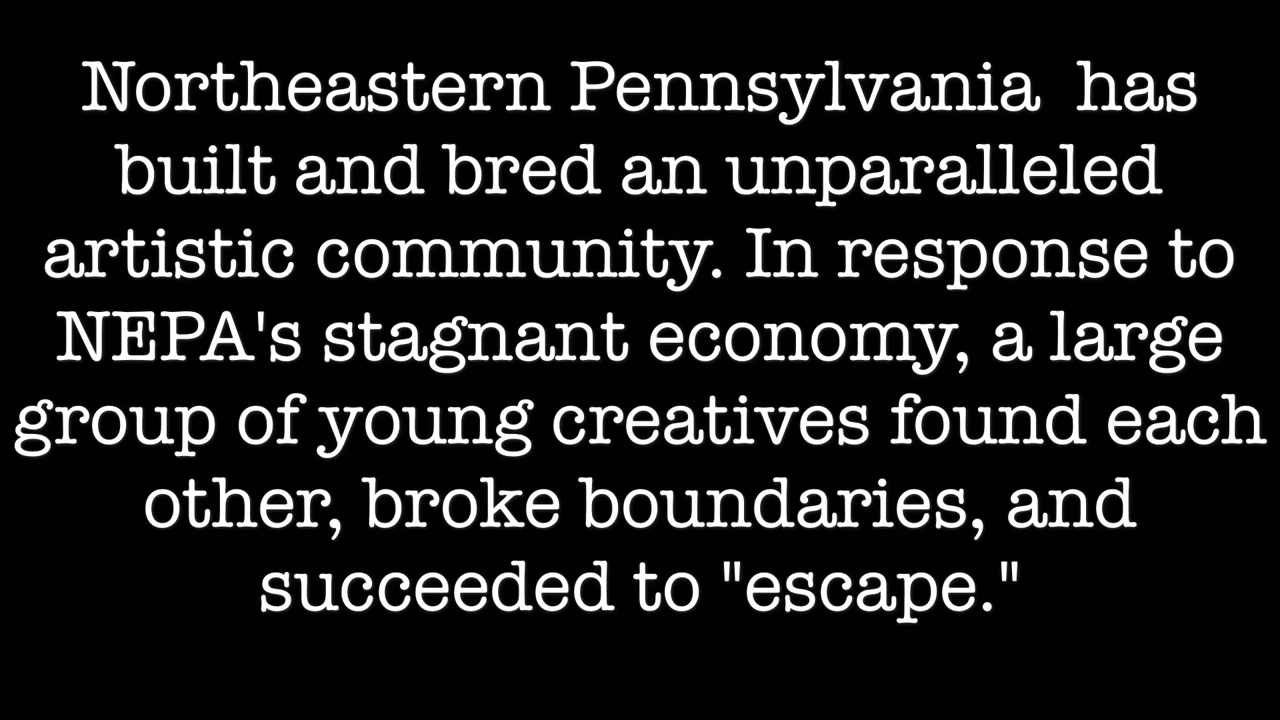 Northeastern Pennsylvania  has
built and bred an unparalleled
artistic community. In response to
NEPA's stagnant economy, a large
group of young creatives found each
other, broke boundaries, and
succeeded to "escape."